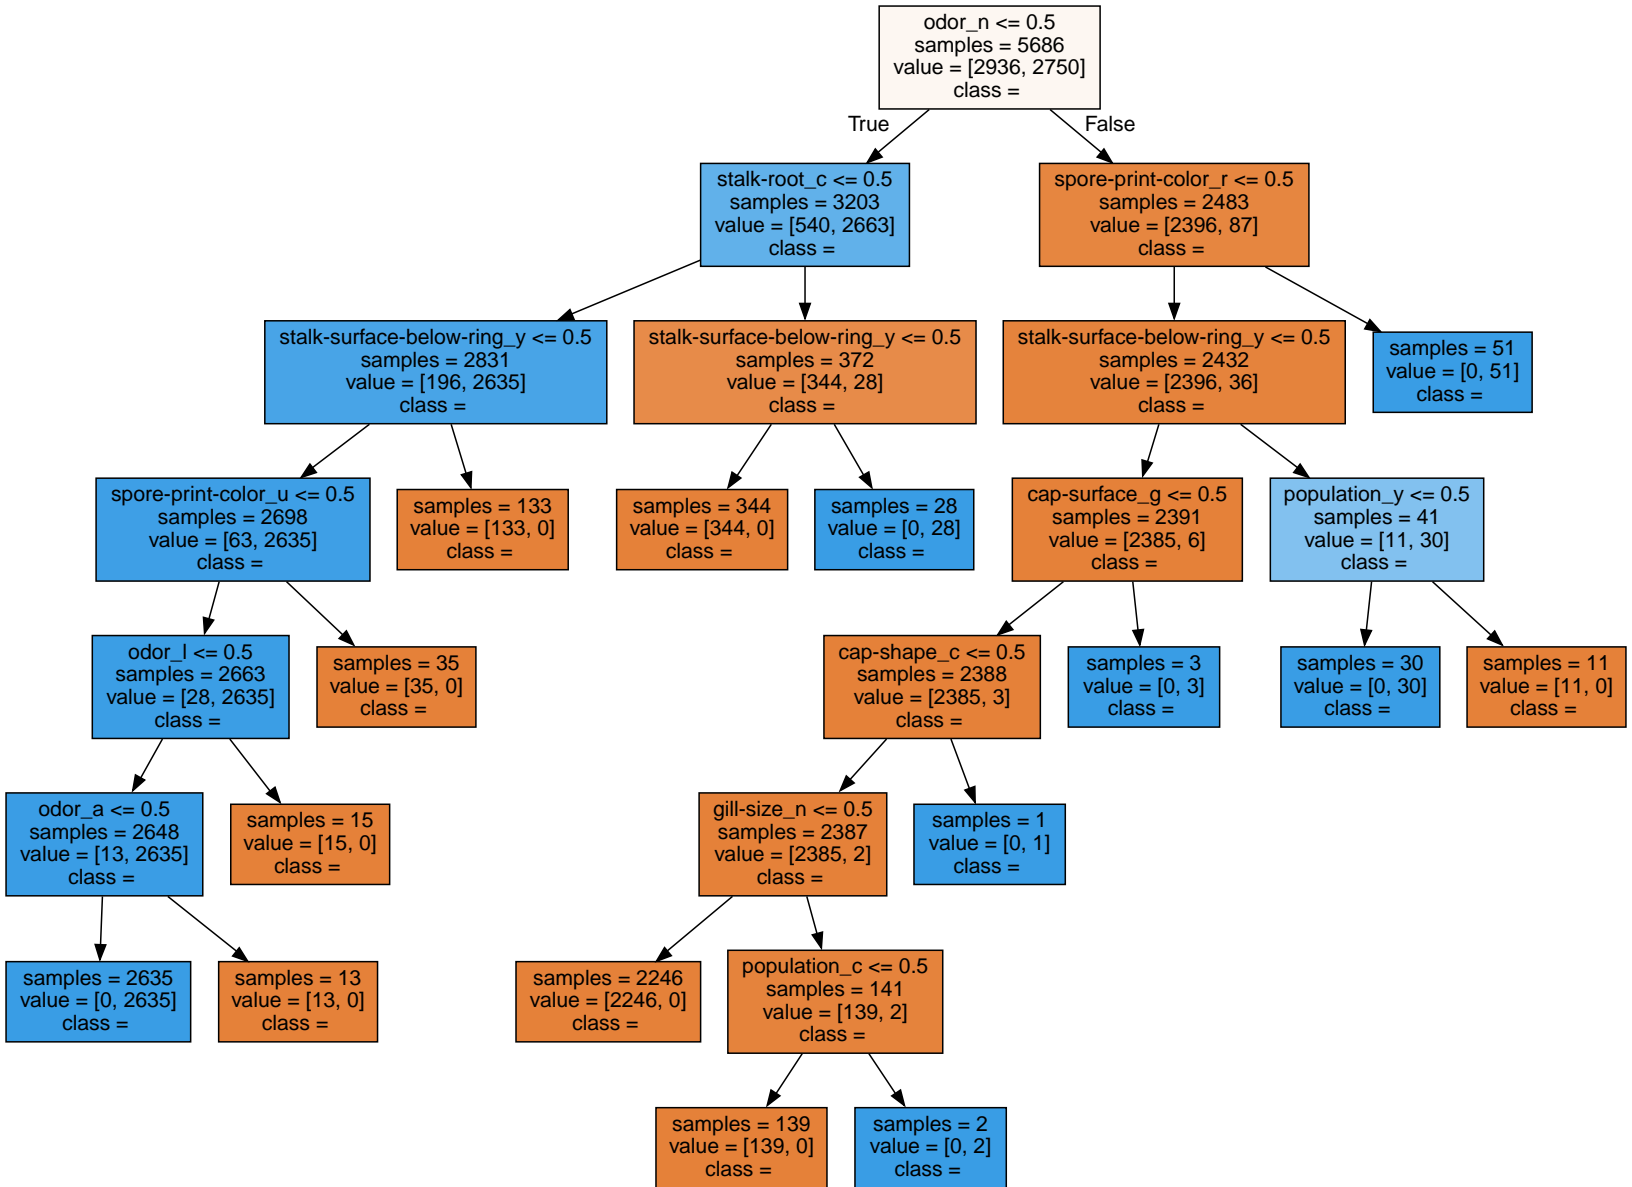 odor_n <= 0.5
samples = 5686
value = [2936, 2750]
class =
True
False
stalk-root_c <= 0.5
samples = 3203
value = [540, 2663]
class =
spore-print-color_r <= 0.5
samples = 2483
value = [2396, 87]
class =
stalk-surface-below-ring_y <= 0.5
samples = 2831
value = [196, 2635]
class =
stalk-surface-below-ring_y <= 0.5
samples = 372
value = [344, 28]
class =
stalk-surface-below-ring_y <= 0.5
samples = 2432
value = [2396, 36]
class =
samples = 51
value = [0, 51]
class =
spore-print-color_u <= 0.5
samples = 2698
value = [63, 2635]
class =
samples = 133
value = [133, 0]
class =
samples = 344
value = [344, 0]
class =
samples = 28
value = [0, 28]
class =
cap-surface_g <= 0.5
samples = 2391
value = [2385, 6]
class =
population_y <= 0.5
samples = 41
value = [11, 30]
class =
odor_l <= 0.5
samples = 2663
value = [28, 2635]
class =
samples = 35
value = [35, 0]
class =
cap-shape_c <= 0.5
samples = 2388
value = [2385, 3]
class =
samples = 3
value = [0, 3]
class =
samples = 30
value = [0, 30]
class =
samples = 11
value = [11, 0]
class =
odor_a <= 0.5
samples = 2648
value = [13, 2635]
class =
samples = 15
value = [15, 0]
class =
gill-size_n <= 0.5
samples = 2387
value = [2385, 2]
class =
samples = 1
value = [0, 1]
class =
samples = 2635
value = [0, 2635]
class =
samples = 13
value = [13, 0]
class =
samples = 2246
value = [2246, 0]
class =
population_c <= 0.5
samples = 141
value = [139, 2]
class =
samples = 139
value = [139, 0]
class =
samples = 2
value = [0, 2]
class =